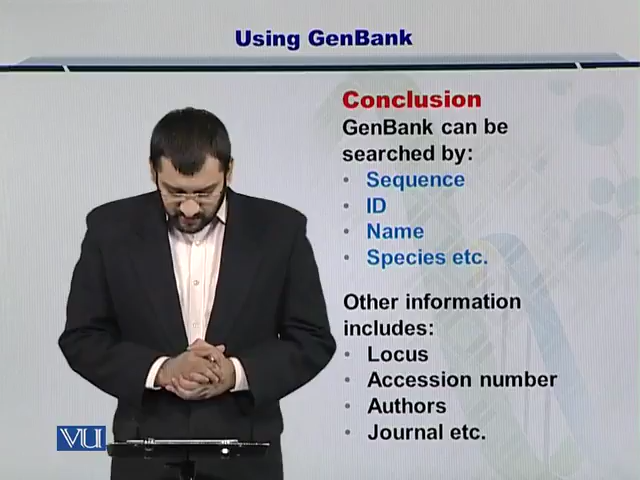 Using GenBank
Conclusion
GenBank can be
searched by:
• Sequence
• ID
• Name
• Species etc.
Other information
includes:
• Locus
• Accession number
• Authors
• Journal etc.
VU